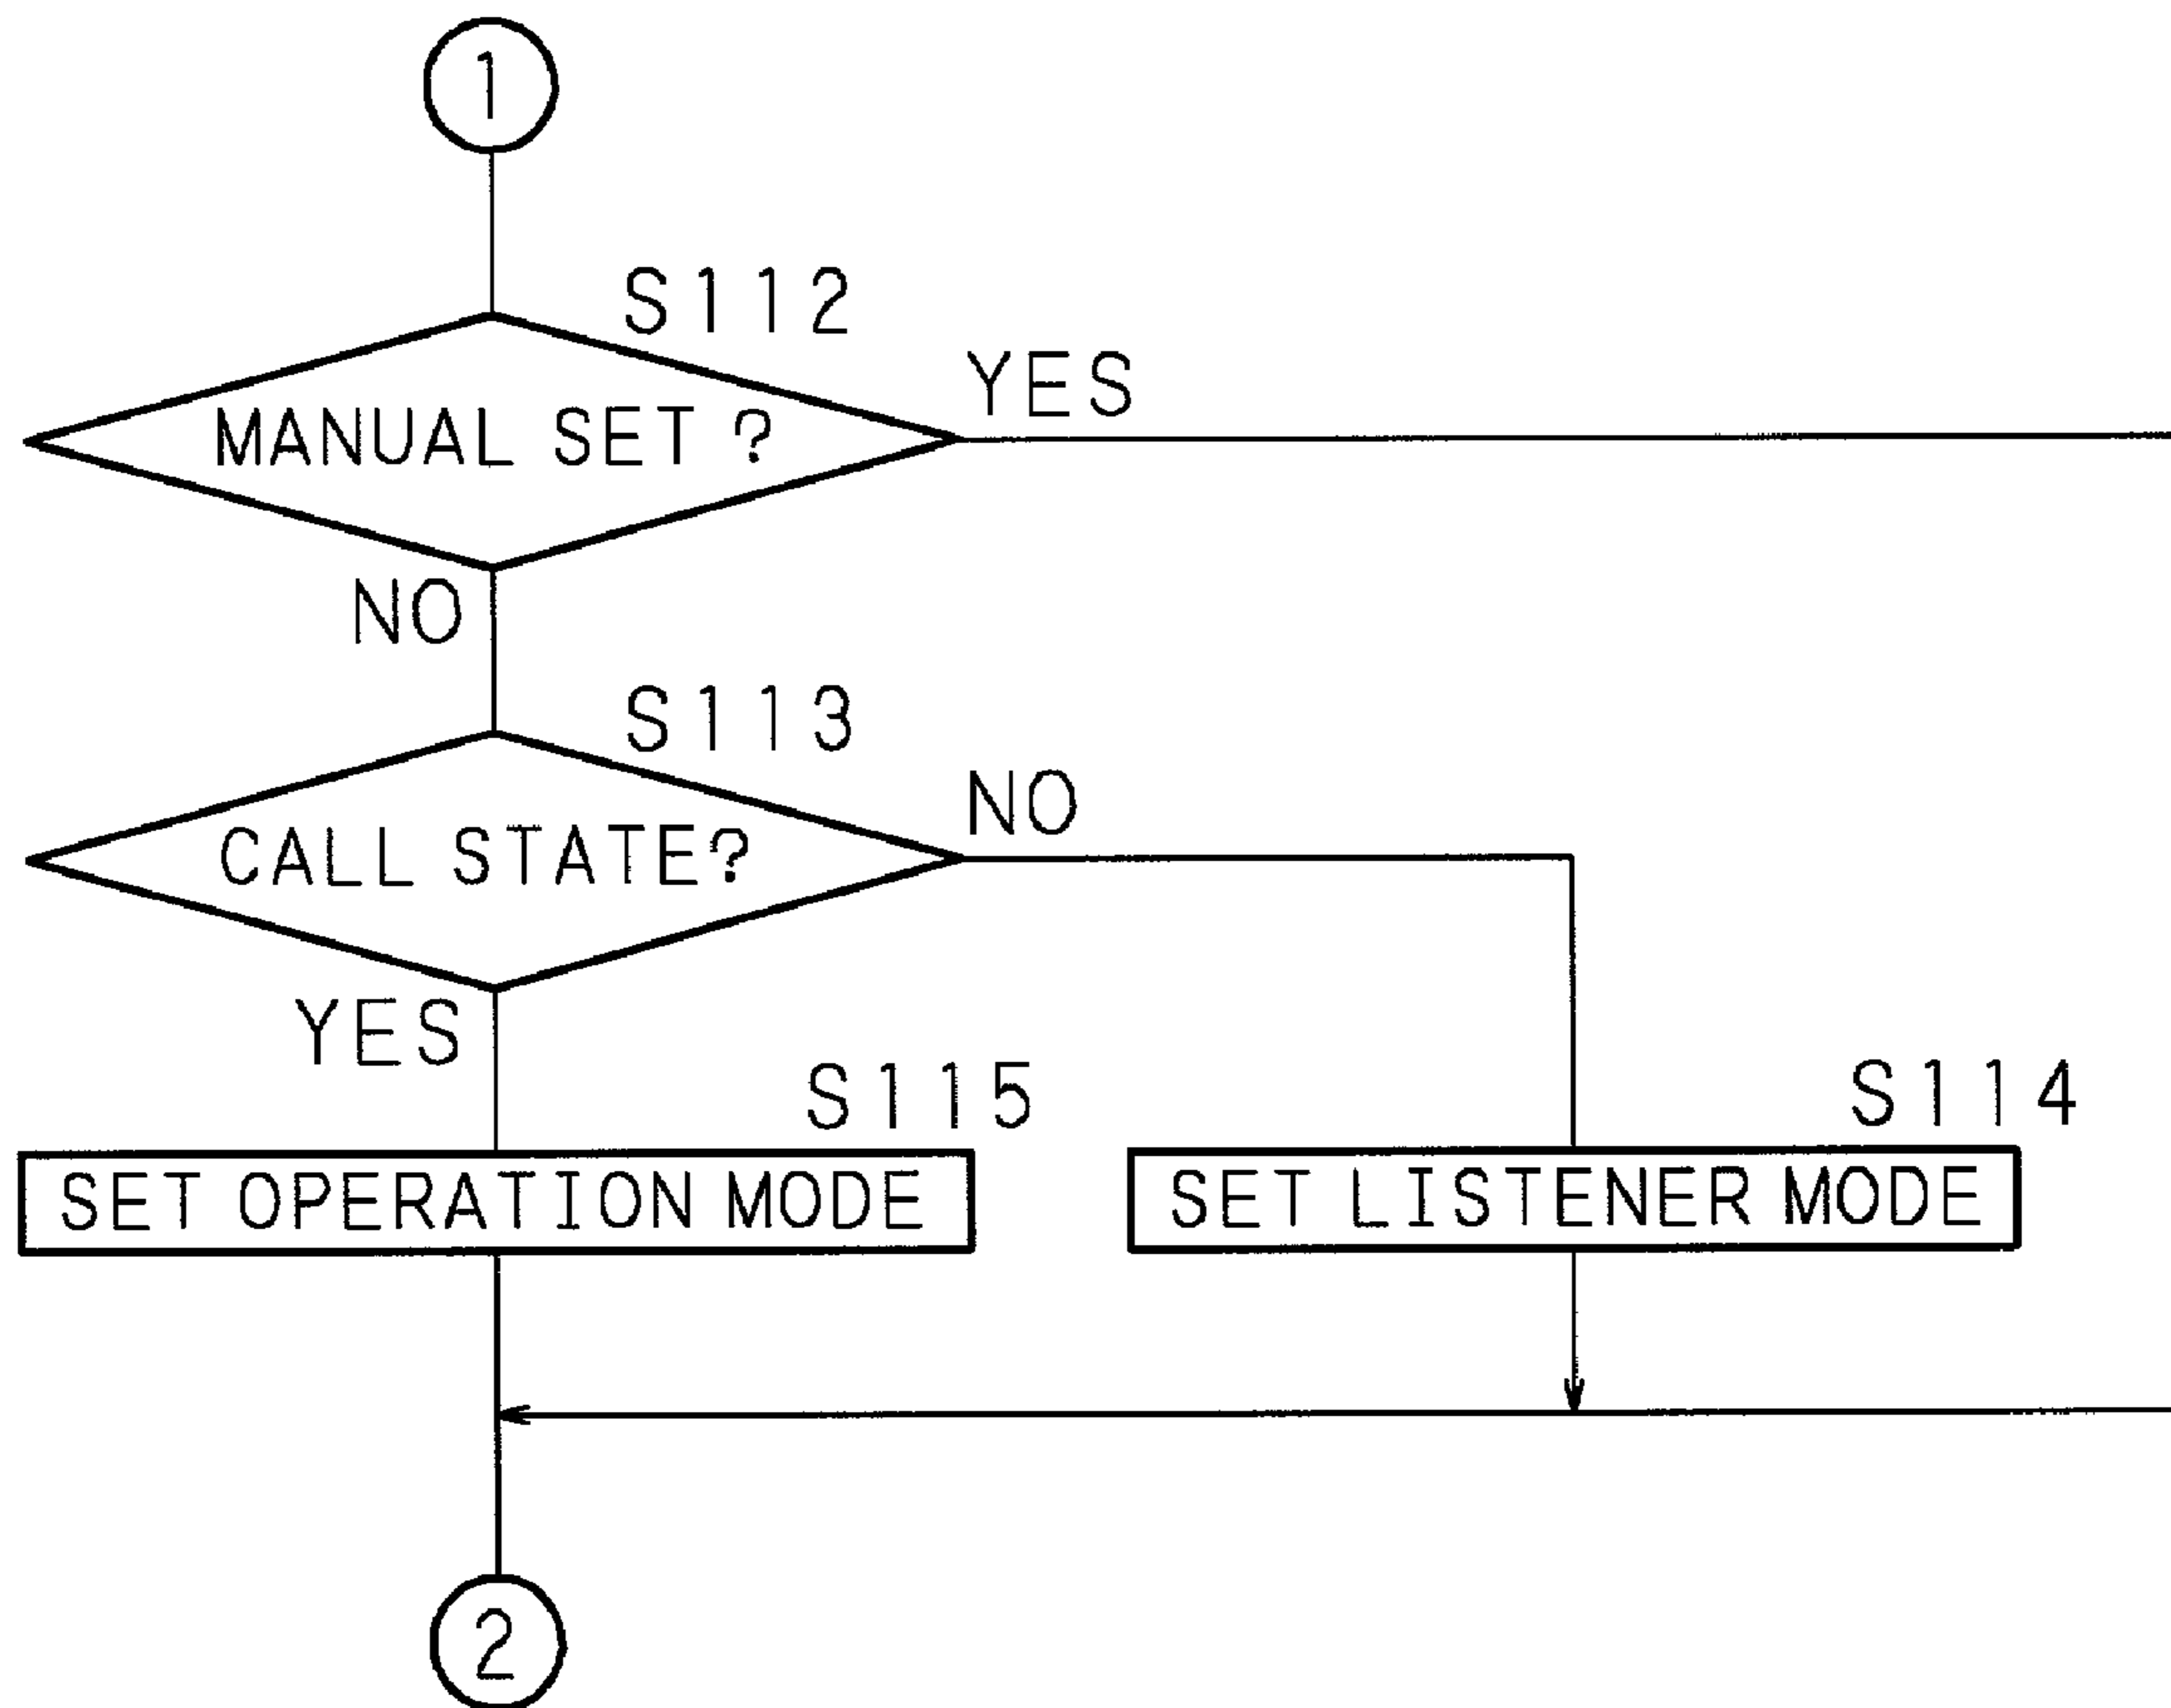 1
S112
YES
MANUAL SET ?
NO
S113
NO
CALL STATE?
YES
S115
S114
SET OPERATION MODE
SET LISTENER MODE
2